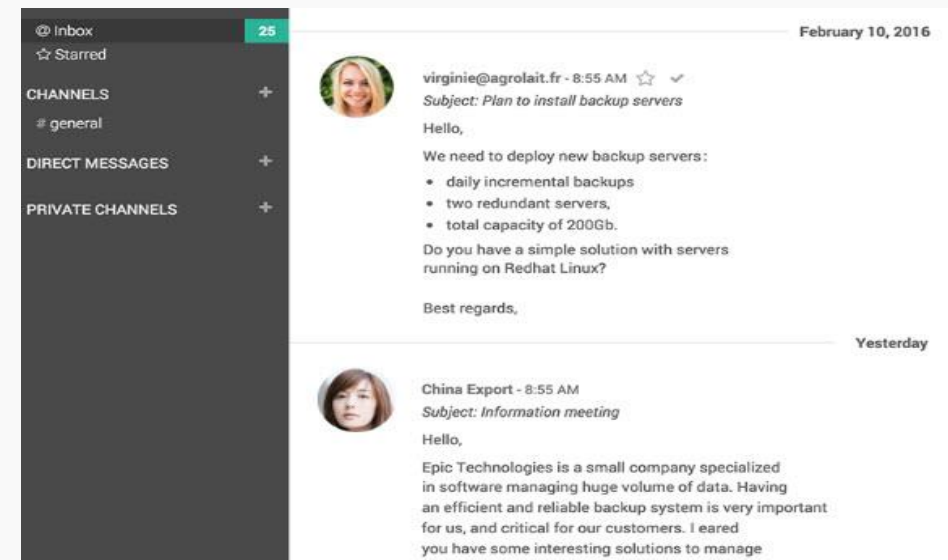 @ Inbox 25
☆ Starred
CHANNELS +
# general
DIRECT MESSAGES +
PRIVATE CHANNELS +
February 10, 2016
virginie@agrolait.fr - 8:55 AM ☆ ✓
Subject: Plan to install backup servers
Hello,
We need to deploy new backup servers:
• daily incremental backups
• two redundant servers,
• total capacity of 200Gb.
Do you have a simple solution with servers
running on Redhat Linux?
Best regards,
Yesterday
China Export - 8:55 AM
Subject: Information meeting
Hello,
Epic Technologies is a small company specialized
in software managing huge volume of data. Having
an efficient and reliable backup system is very important
for us, and critical for our customers. I eared
you have some interesting solutions to manage